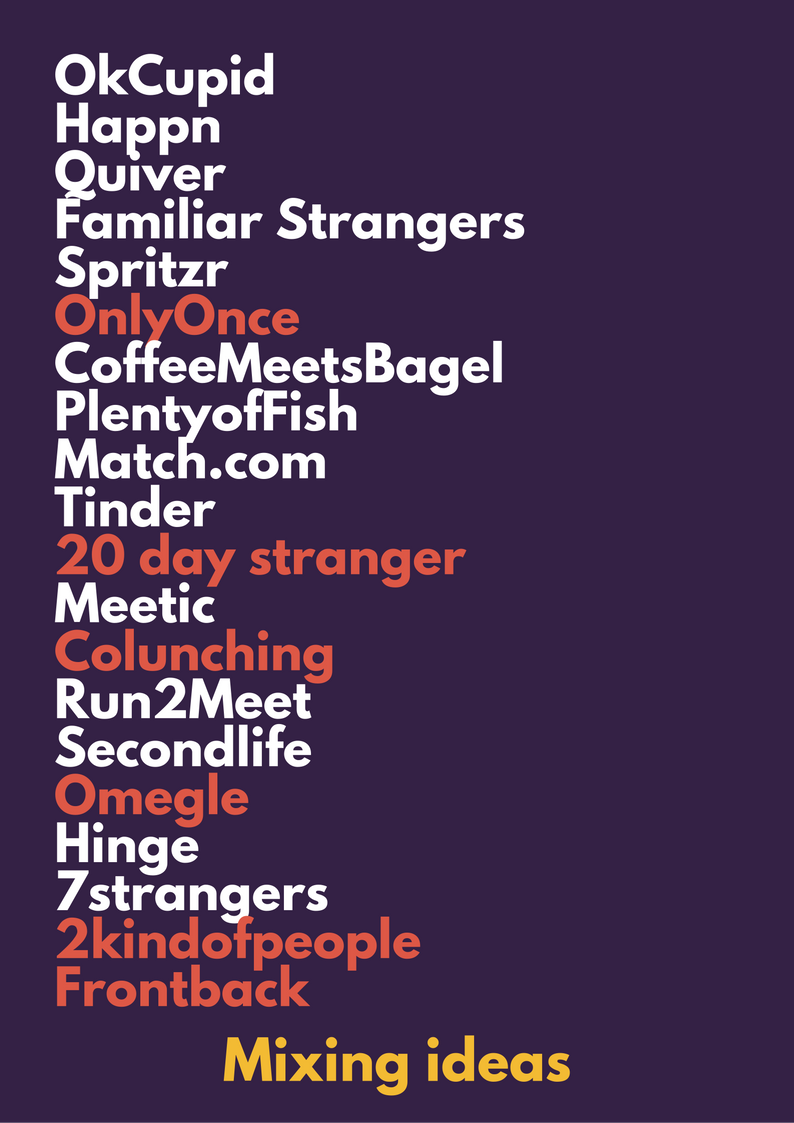 OkCupid
Happn
Quiver
Familiar Strangers
Spritzr
OnlyOnce
CoffeeMeetsBagel
PlentyofFish
Match.com
Tinder
20 day stranger
Meetic
Colunching
Run2Meet
Secondlife
Omegle
Hinge
7strangers
2kindofpeople
Frontback
Mixing ideas